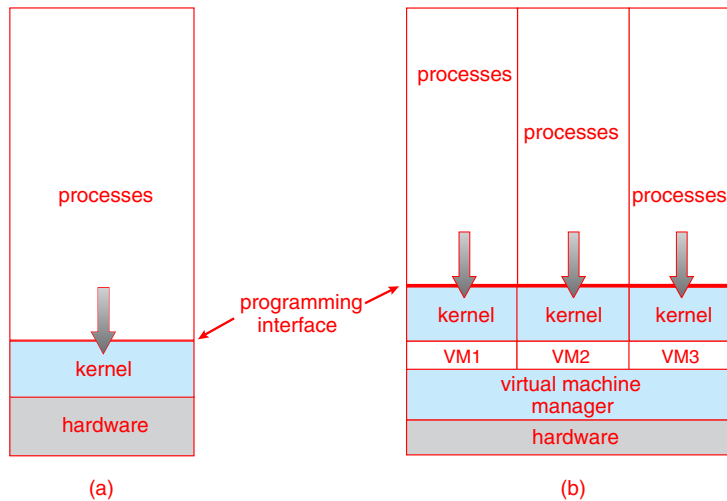 processes
kernel
hardware
(a)
programming
interface
processes
processes
processes
kernel
kernel
kernel
VM1
VM2
VM3
virtual machine
manager
hardware
(b)